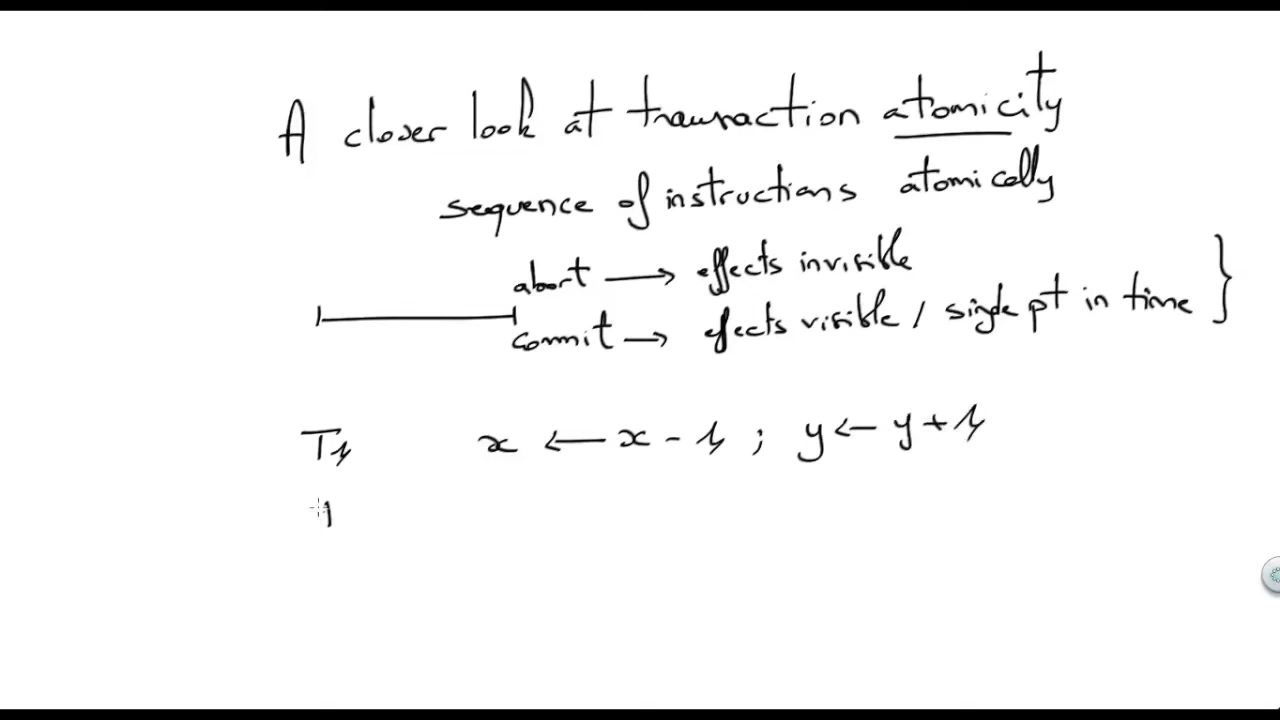 A closer look at transaction atomicity
sequence of instructions atomically
abort → effects invisible
commit → effects visible / single pt in time }
T1 x ← x - 1 ; y ← y + 1